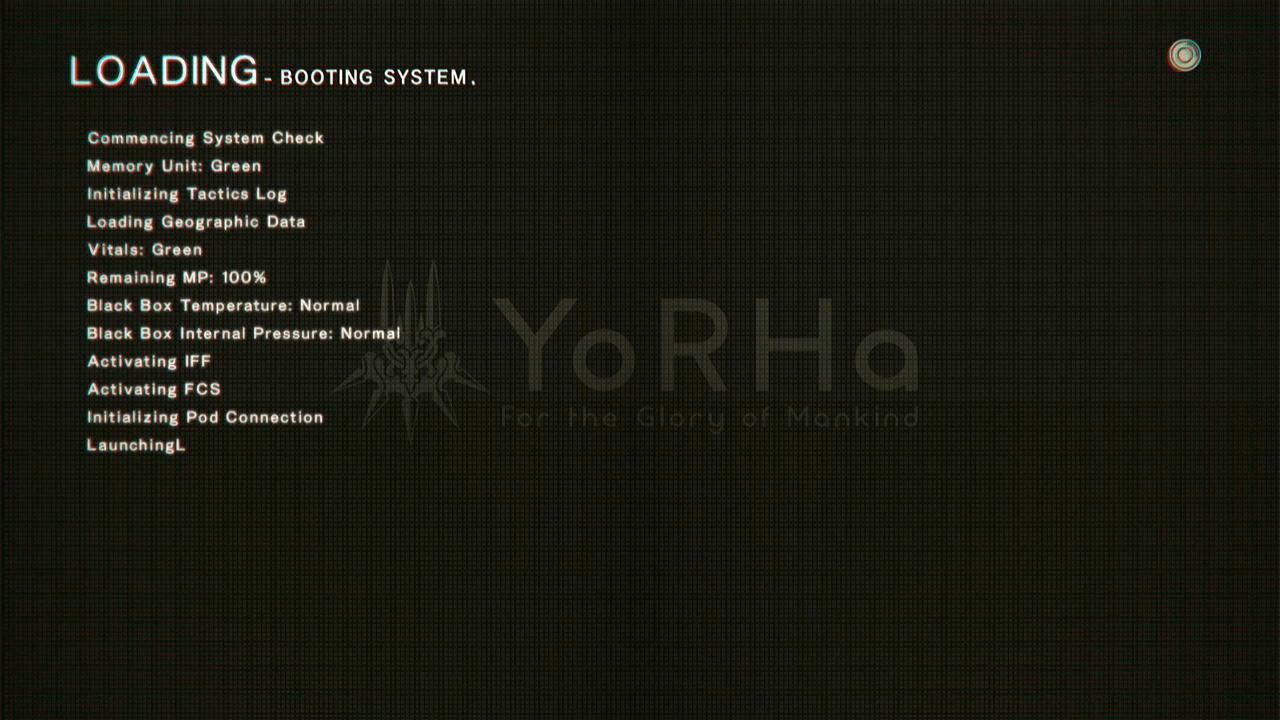 LOADING - BOOTING SYSTEM.
Commencing System Check
Memory Unit: Green
Initializing Tactics Log
Loading Geographic Data
Vitals: Green
Remaining MP: 100%
Black Box Temperature: Normal
Black Box Internal Pressure: Normal
Activating IFF
Activating FCS
Initializing Pod Connection
LaunchingL
YoRHa
For the Glory of Mankind